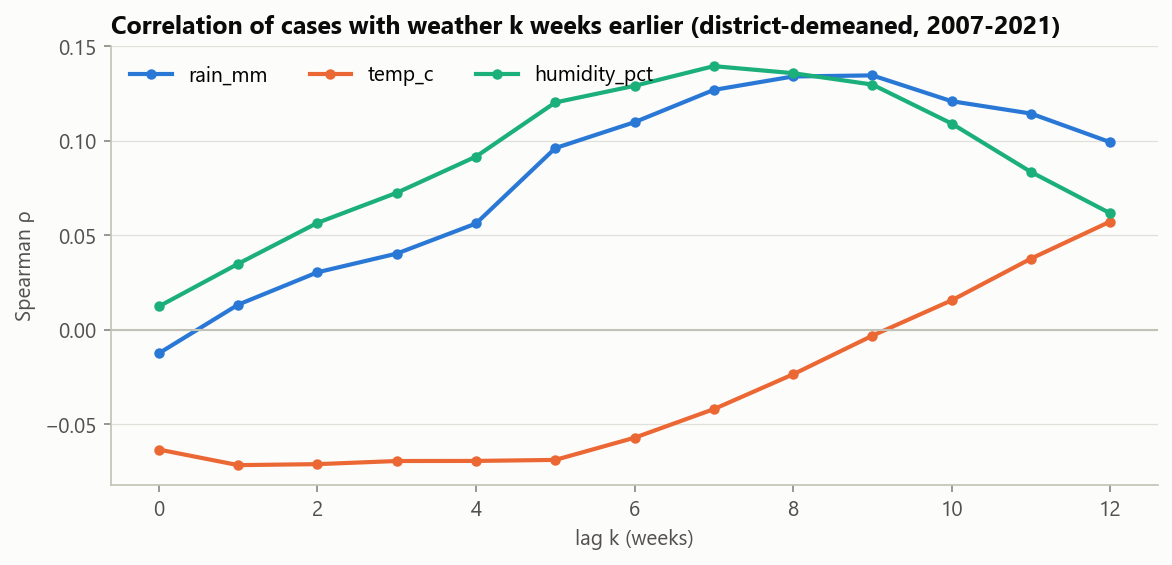 Correlation of cases with weather k weeks earlier (district-demeaned, 2007-2021)
rain_mm temp_c humidity_pct
0.15
0.10
0.05
0.00
−0.05
Spearman ρ
0 2 4 6 8 10 12
lag k (weeks)